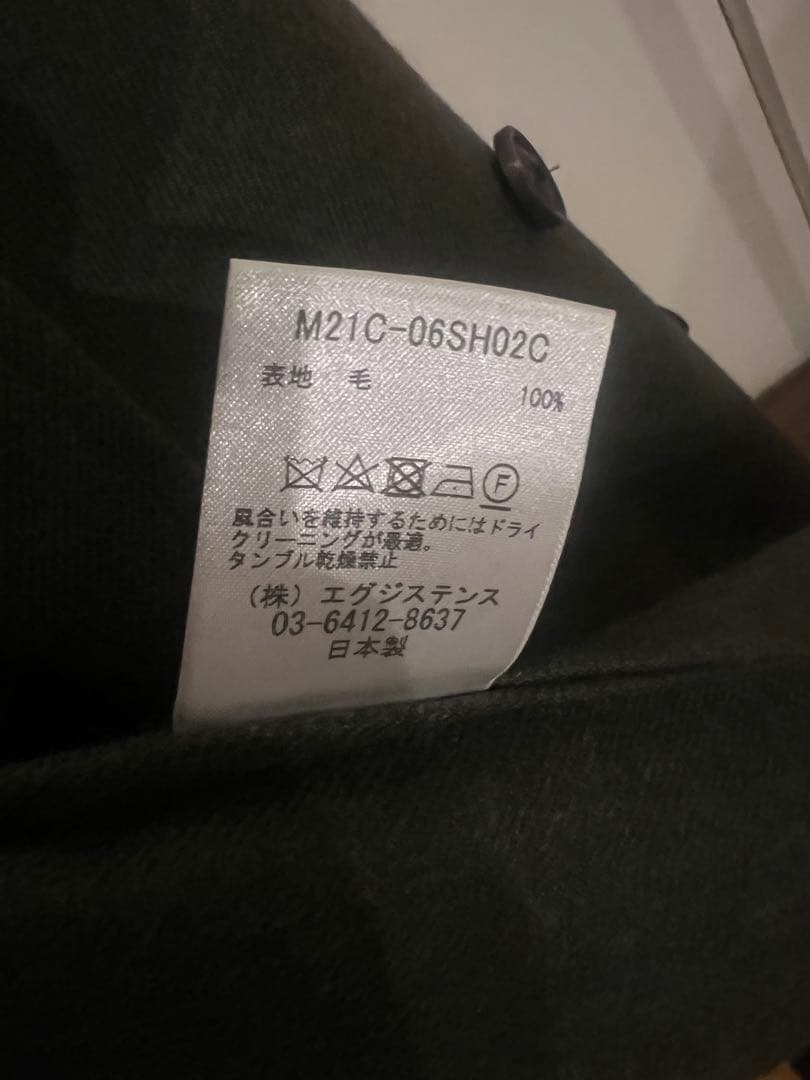 M21C-06SH02C
表地 毛 100%
F
風合いを維持するためにはドライ
クリーニングが最適。
タンブル乾燥禁止
(株) エグジステンス
03-6412-8637
日本製